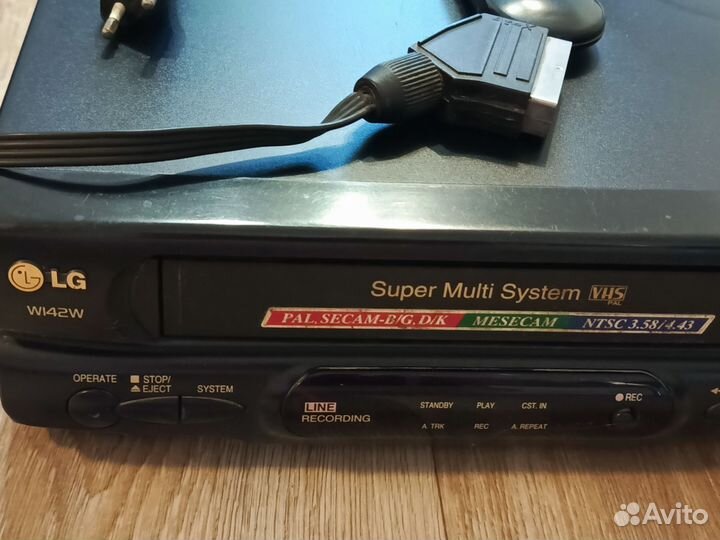 LG
W142W
Super Multi System VHS
PAL
PAL, SECAM-B/G, D/K MESECAM NTSC 3.58/4.43
OPERATE STOP/EJECT SYSTEM
LINE RECORDING
STANDBY PLAY CST. IN
A. TRK REC A. REPEAT
REC
Avito